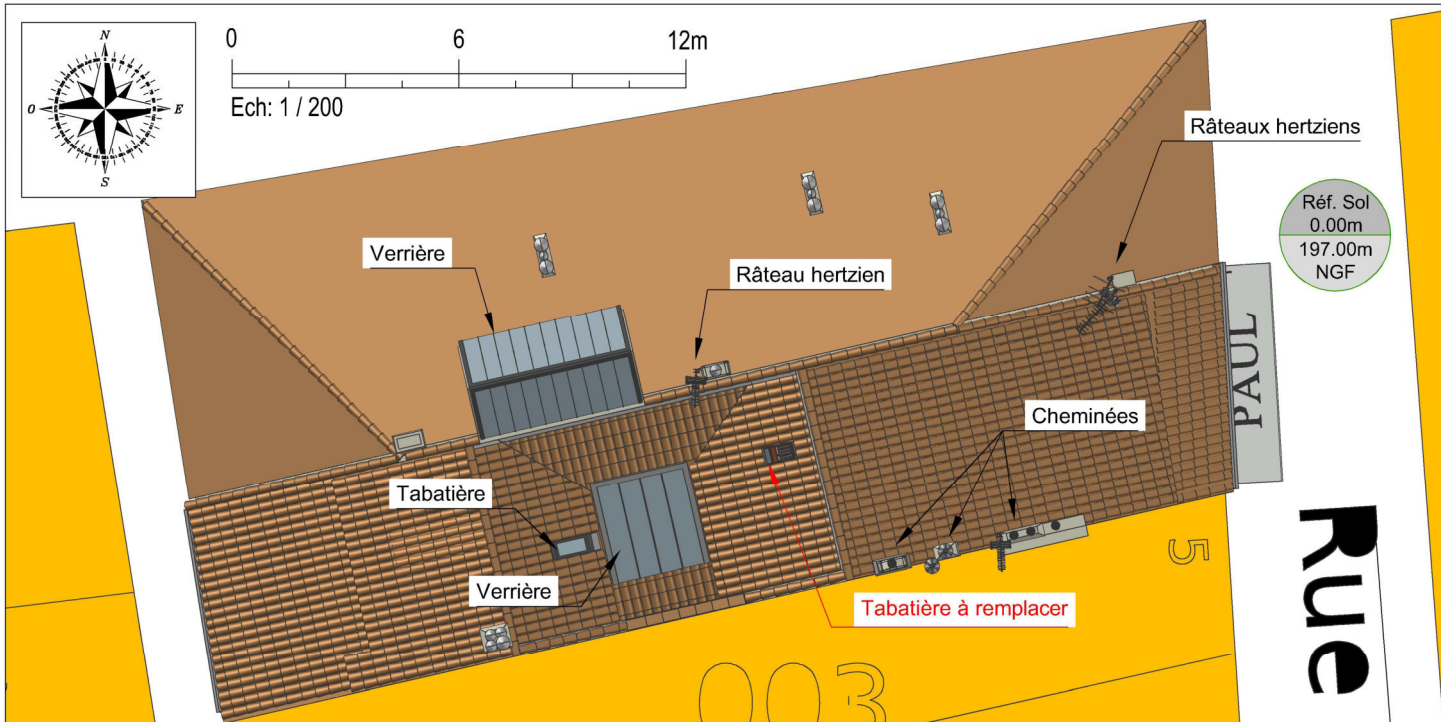 N
O
E
S
0 6 12m
Ech: 1 / 200
Râteaux hertziens
Réf. Sol
0.00m
197.00m
NGF
Verrière
Râteau hertzien
PAUL
Cheminées
Tabatière
Verrière
Tabatière à remplacer
5
Rue
003